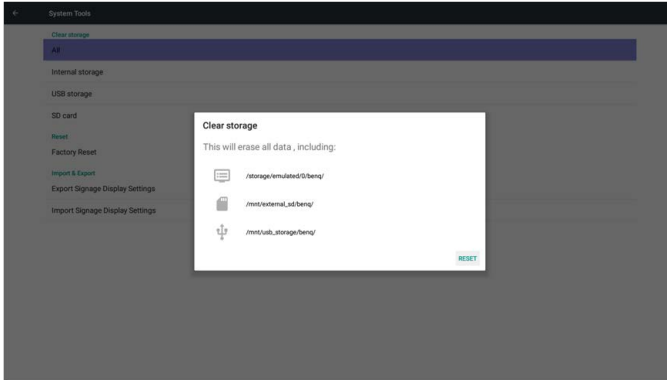 System Tools
Clear storage
All
Internal storage
USB storage
SD card
Reset
Factory Reset
Import & Export
Export Signage Display Settings
Import Signage Display Settings
Clear storage
This will erase all data , including:
/storage/emulated/0/benq/
/mnt/external_sd/benq/
/mnt/usb_storage/benq/
RESET